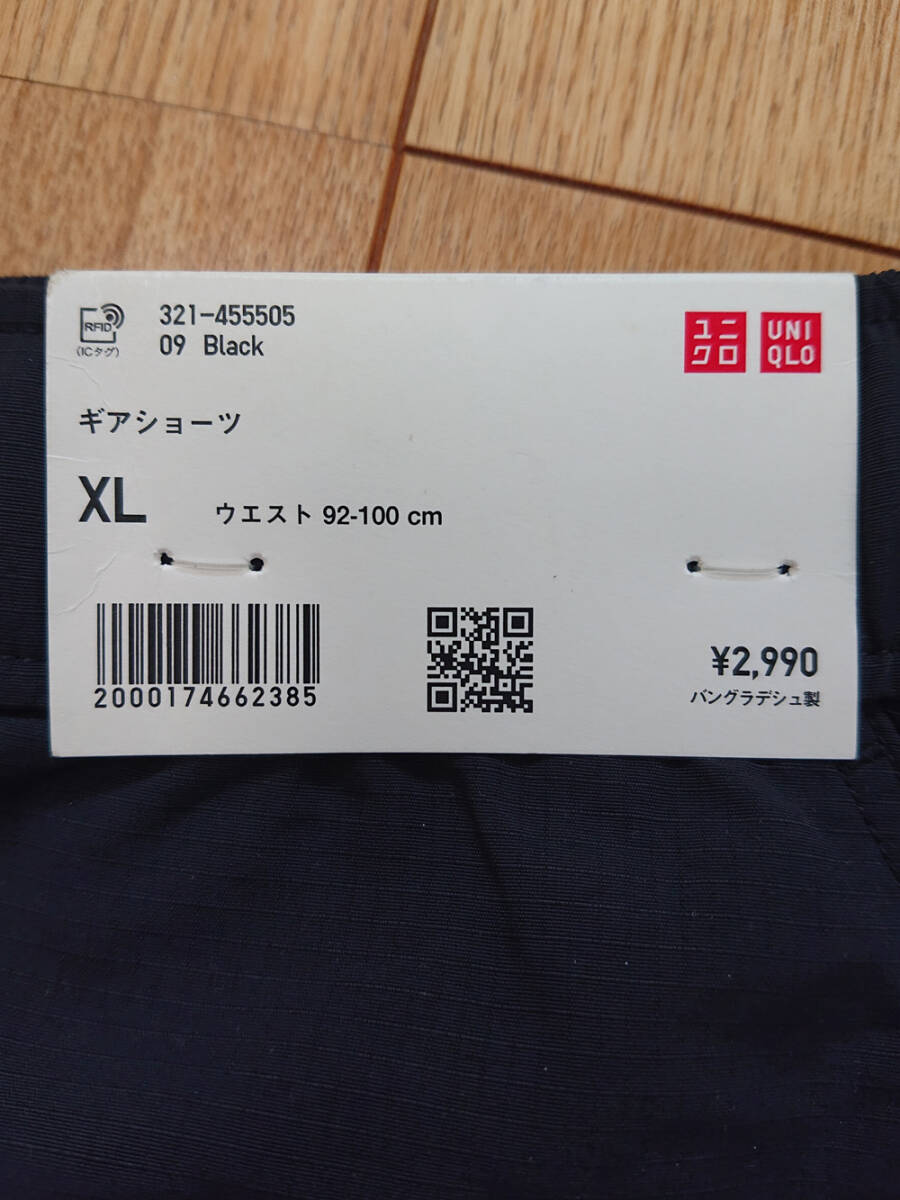 RFID
(ICタグ)
321-455505
09 Black
ユニ
クロ
UNI
QLO
ギアショーツ
XL
ウエスト 92-100 cm
2000174662385
¥2,990
バングラデシュ製